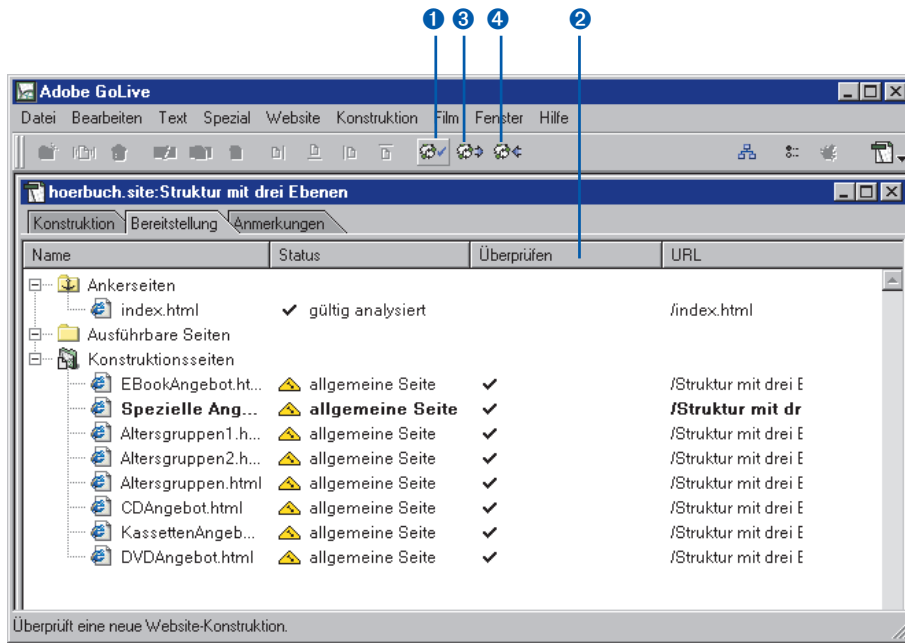 1 3 4 2
Adobe GoLive
Datei Bearbeiten Text Spezial Website Konstruktion Film Fenster Hilfe
hoerbuch.site:Struktur mit drei Ebenen
Konstruktion Bereitstellung Anmerkungen
Name Status Überprüfen URL
Ankerseiten
index.html gültig analysiert /index.html
Ausführbare Seiten
Konstruktionsseiten
EBookAngebot.ht... allgemeine Seite /Struktur mit drei E
Spezielle Ang... allgemeine Seite /Struktur mit dr
Altersgruppen1.h... allgemeine Seite /Struktur mit drei E
Altersgruppen2.h... allgemeine Seite /Struktur mit drei E
Altersgruppen.html allgemeine Seite /Struktur mit drei E
CDAngebot.html allgemeine Seite /Struktur mit drei E
KassettenAngeb... allgemeine Seite /Struktur mit drei E
DVDAngebot.html allgemeine Seite /Struktur mit drei E
Überprüft eine neue Website-Konstruktion.